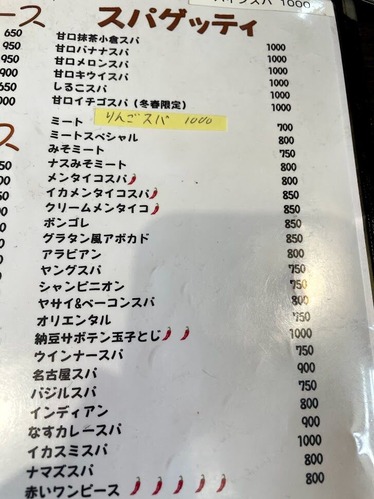 パインスパ 1000
ース スパゲッティ
650 甘口抹茶小倉スパ 1000
950 甘口バナナスパ 1000
950 甘口メロンスパ 1000
甘口キウイスパ 1000
しるこスパ 1000
甘口イチゴスパ（冬春限定） 1000
りんごスパ 1000
ミート 700
ミートスペシャル 800
みそミート 750
ナスみそミート 800
メンタイコスパ 800
イカメンタイコスパ 850
クリームメンタイコ 850
ボンゴレ 850
グラタン風アボカド 850
アラビアン 800
ヤングスパ 750
シャンピニオン 750
ヤサイ&ベーコンスパ 800
オリエンタル 750
納豆サボテン玉子とじ 1000
ウインナースパ 750
名古屋スパ 900
バジルスパ 750
インディアン 800
なすカレースパ 900
イカスミスパ 1000
ナマズスパ 800
赤いワンピース 800